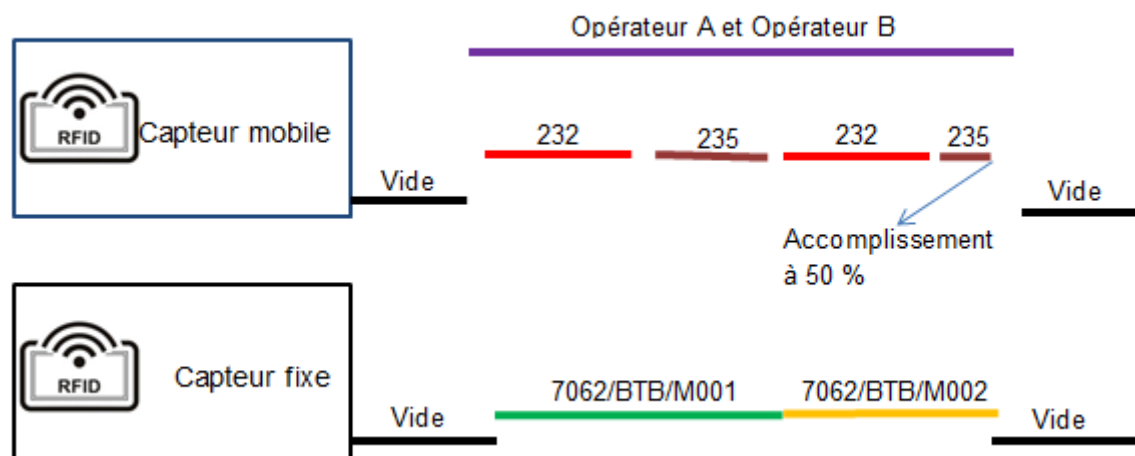 Opérateur A et Opérateur B
RFID
Capteur mobile
232
235
232
235
Vide
Vide
Accomplissement
à 50 %
RFID
Capteur fixe
7062/BTB/M001
7062/BTB/M002
Vide
Vide